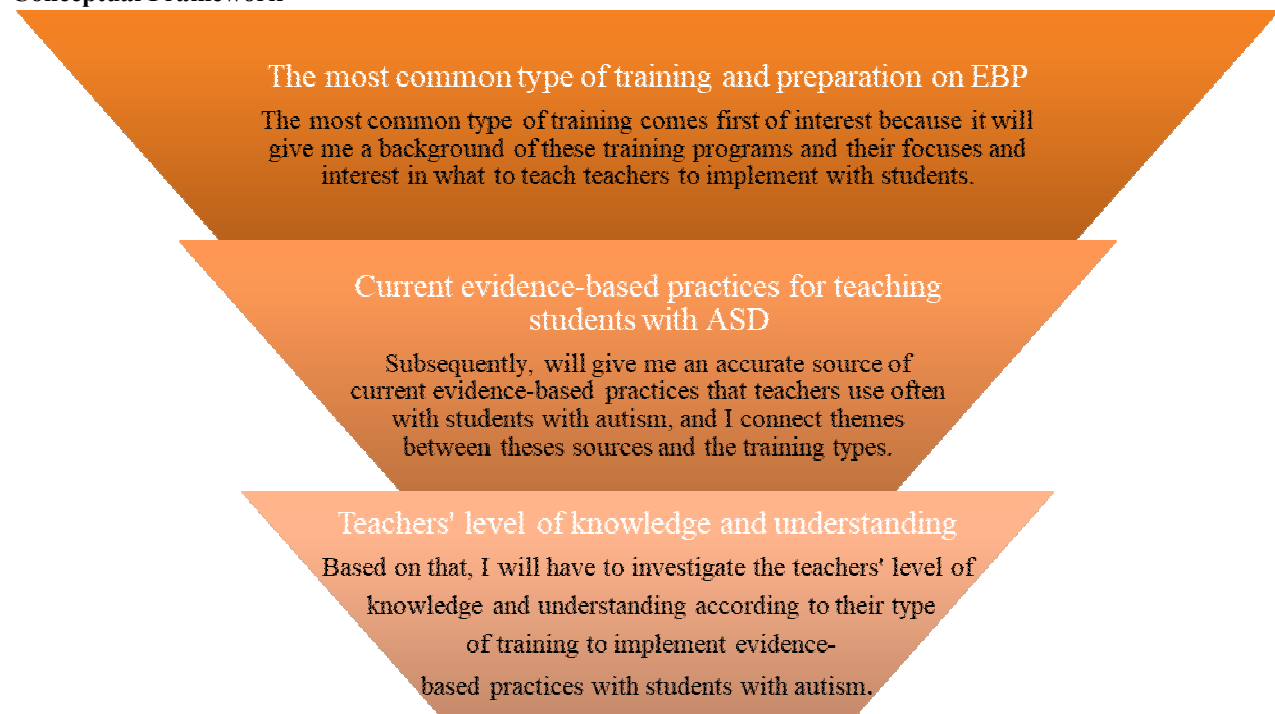 The most common type of training and preparation on EBP
The most common type of training comes first of interest because it will
give me a background of these training programs and their focuses and
interest in what to teach teachers to implement with students.
Current evidence-based practices for teaching
students with ASD
Subsequently, will give me an accurate source of
current evidence-based practices that teachers use often
with students with autism, and I connect themes
between theses sources and the training types.
Teachers' level of knowledge and understanding
Based on that, I will have to investigate the teachers' level of
knowledge and understanding according to their type
of training to implement evidence-
based practices with students with autism.